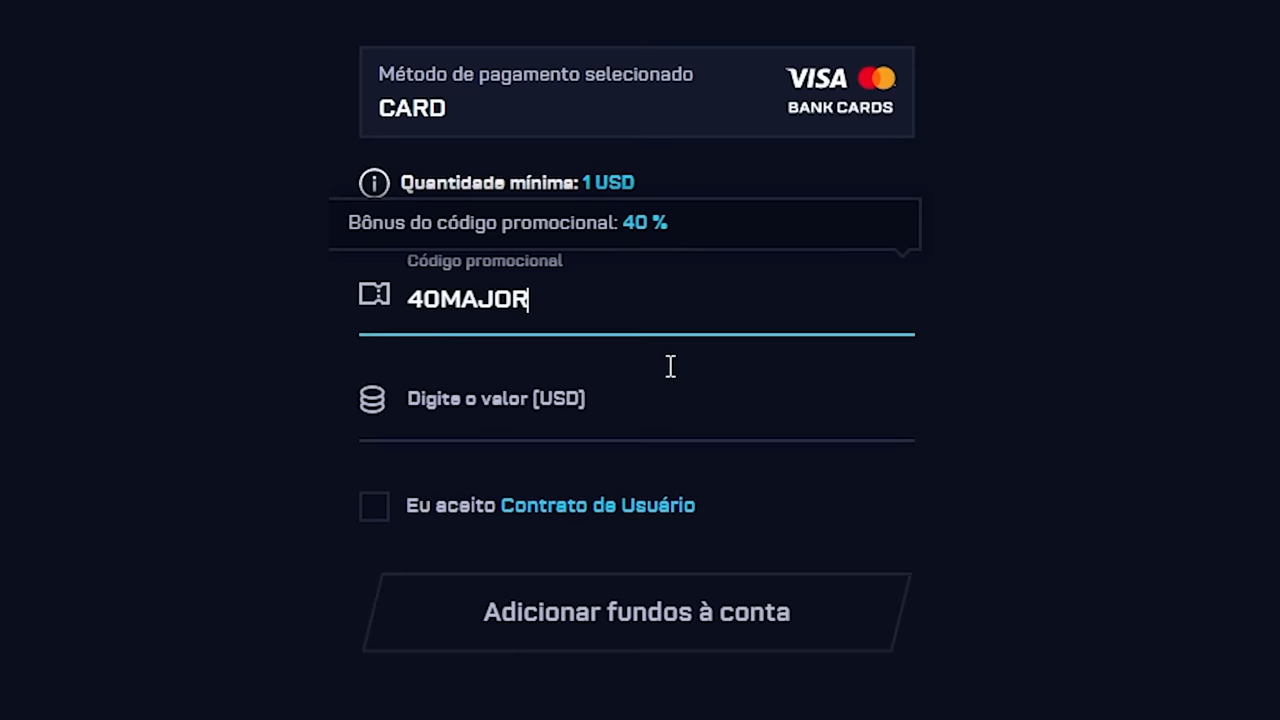 Método de pagamento selecionado
CARD
VISA
BANK CARDS
Quantidade mínima: 1 USD
Bônus do código promocional: 40 %
Código promocional
40MAJOR
Digite o valor (USD)
Eu aceito Contrato de Usuário
Adicionar fundos à conta